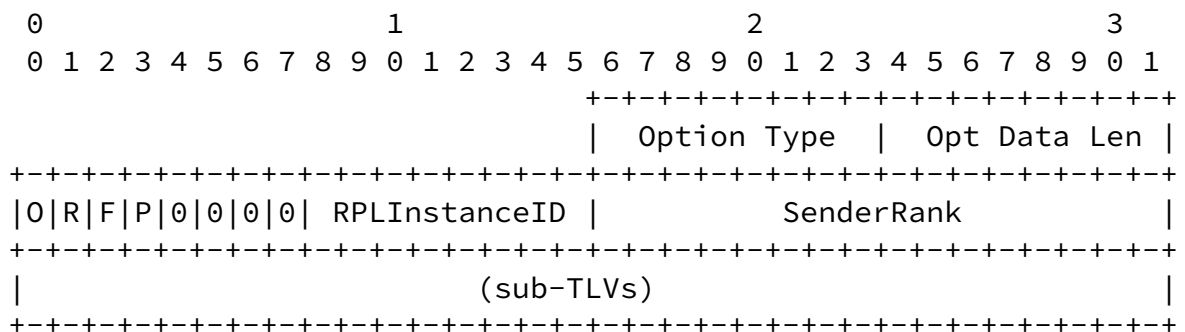 0                   1                   2                   3
 0 1 2 3 4 5 6 7 8 9 0 1 2 3 4 5 6 7 8 9 0 1 2 3 4 5 6 7 8 9 0 1
                                +-+-+-+-+-+-+-+-+-+-+-+-+-+-+-+-+
                                |  Option Type  |  Opt Data Len |
+-+-+-+-+-+-+-+-+-+-+-+-+-+-+-+-+-+-+-+-+-+-+-+-+-+-+-+-+-+-+-+-+
|O|R|F|P|0|0|0|0| RPLInstanceID |          SenderRank           |
+-+-+-+-+-+-+-+-+-+-+-+-+-+-+-+-+-+-+-+-+-+-+-+-+-+-+-+-+-+-+-+-+
|                         (sub-TLVs)                            |
+-+-+-+-+-+-+-+-+-+-+-+-+-+-+-+-+-+-+-+-+-+-+-+-+-+-+-+-+-+-+-+-+